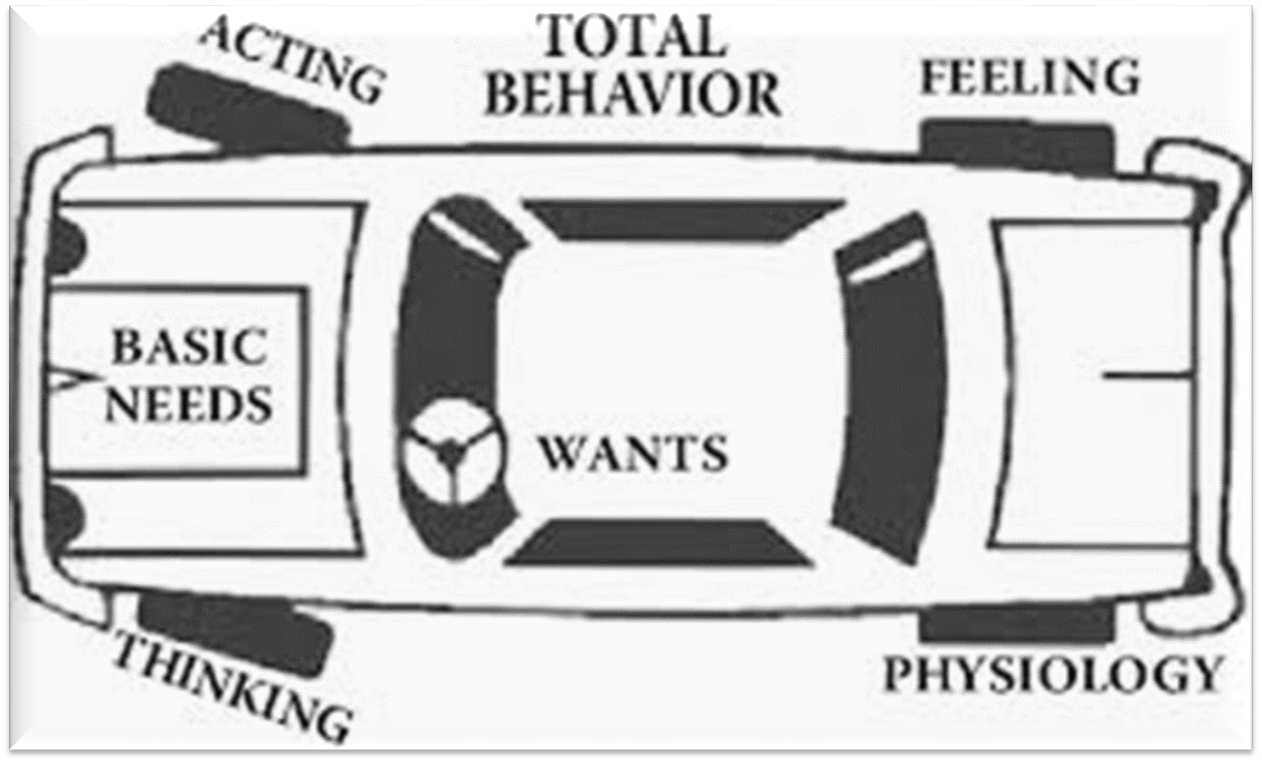 ACTING
TOTAL
BEHAVIOR
FEELING
BASIC
NEEDS
WANTS
THINKING
PHYSIOLOGY